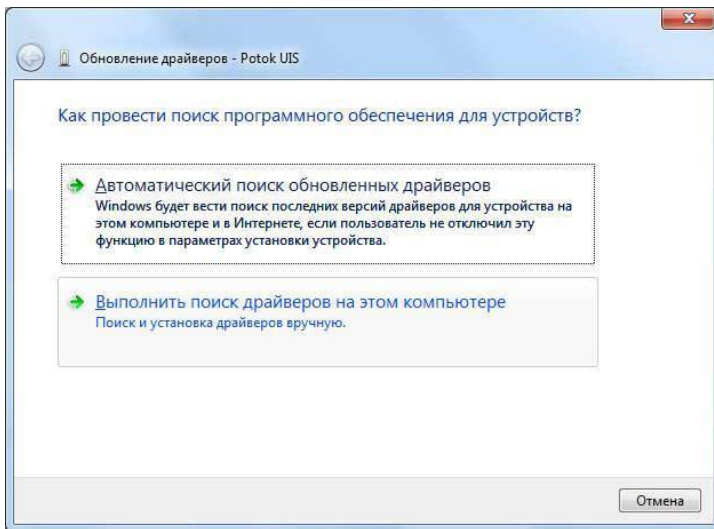 Обновление драйверов - Potok UIS
Как провести поиск программного обеспечения для устройств?
Автоматический поиск обновленных драйверов
Windows будет вести поиск последних версий драйверов для устройства на
этом компьютере и в Интернете, если пользователь не отключил эту
функцию в параметрах установки устройства.
Выполнить поиск драйверов на этом компьютере
Поиск и установка драйверов вручную.
Отмена